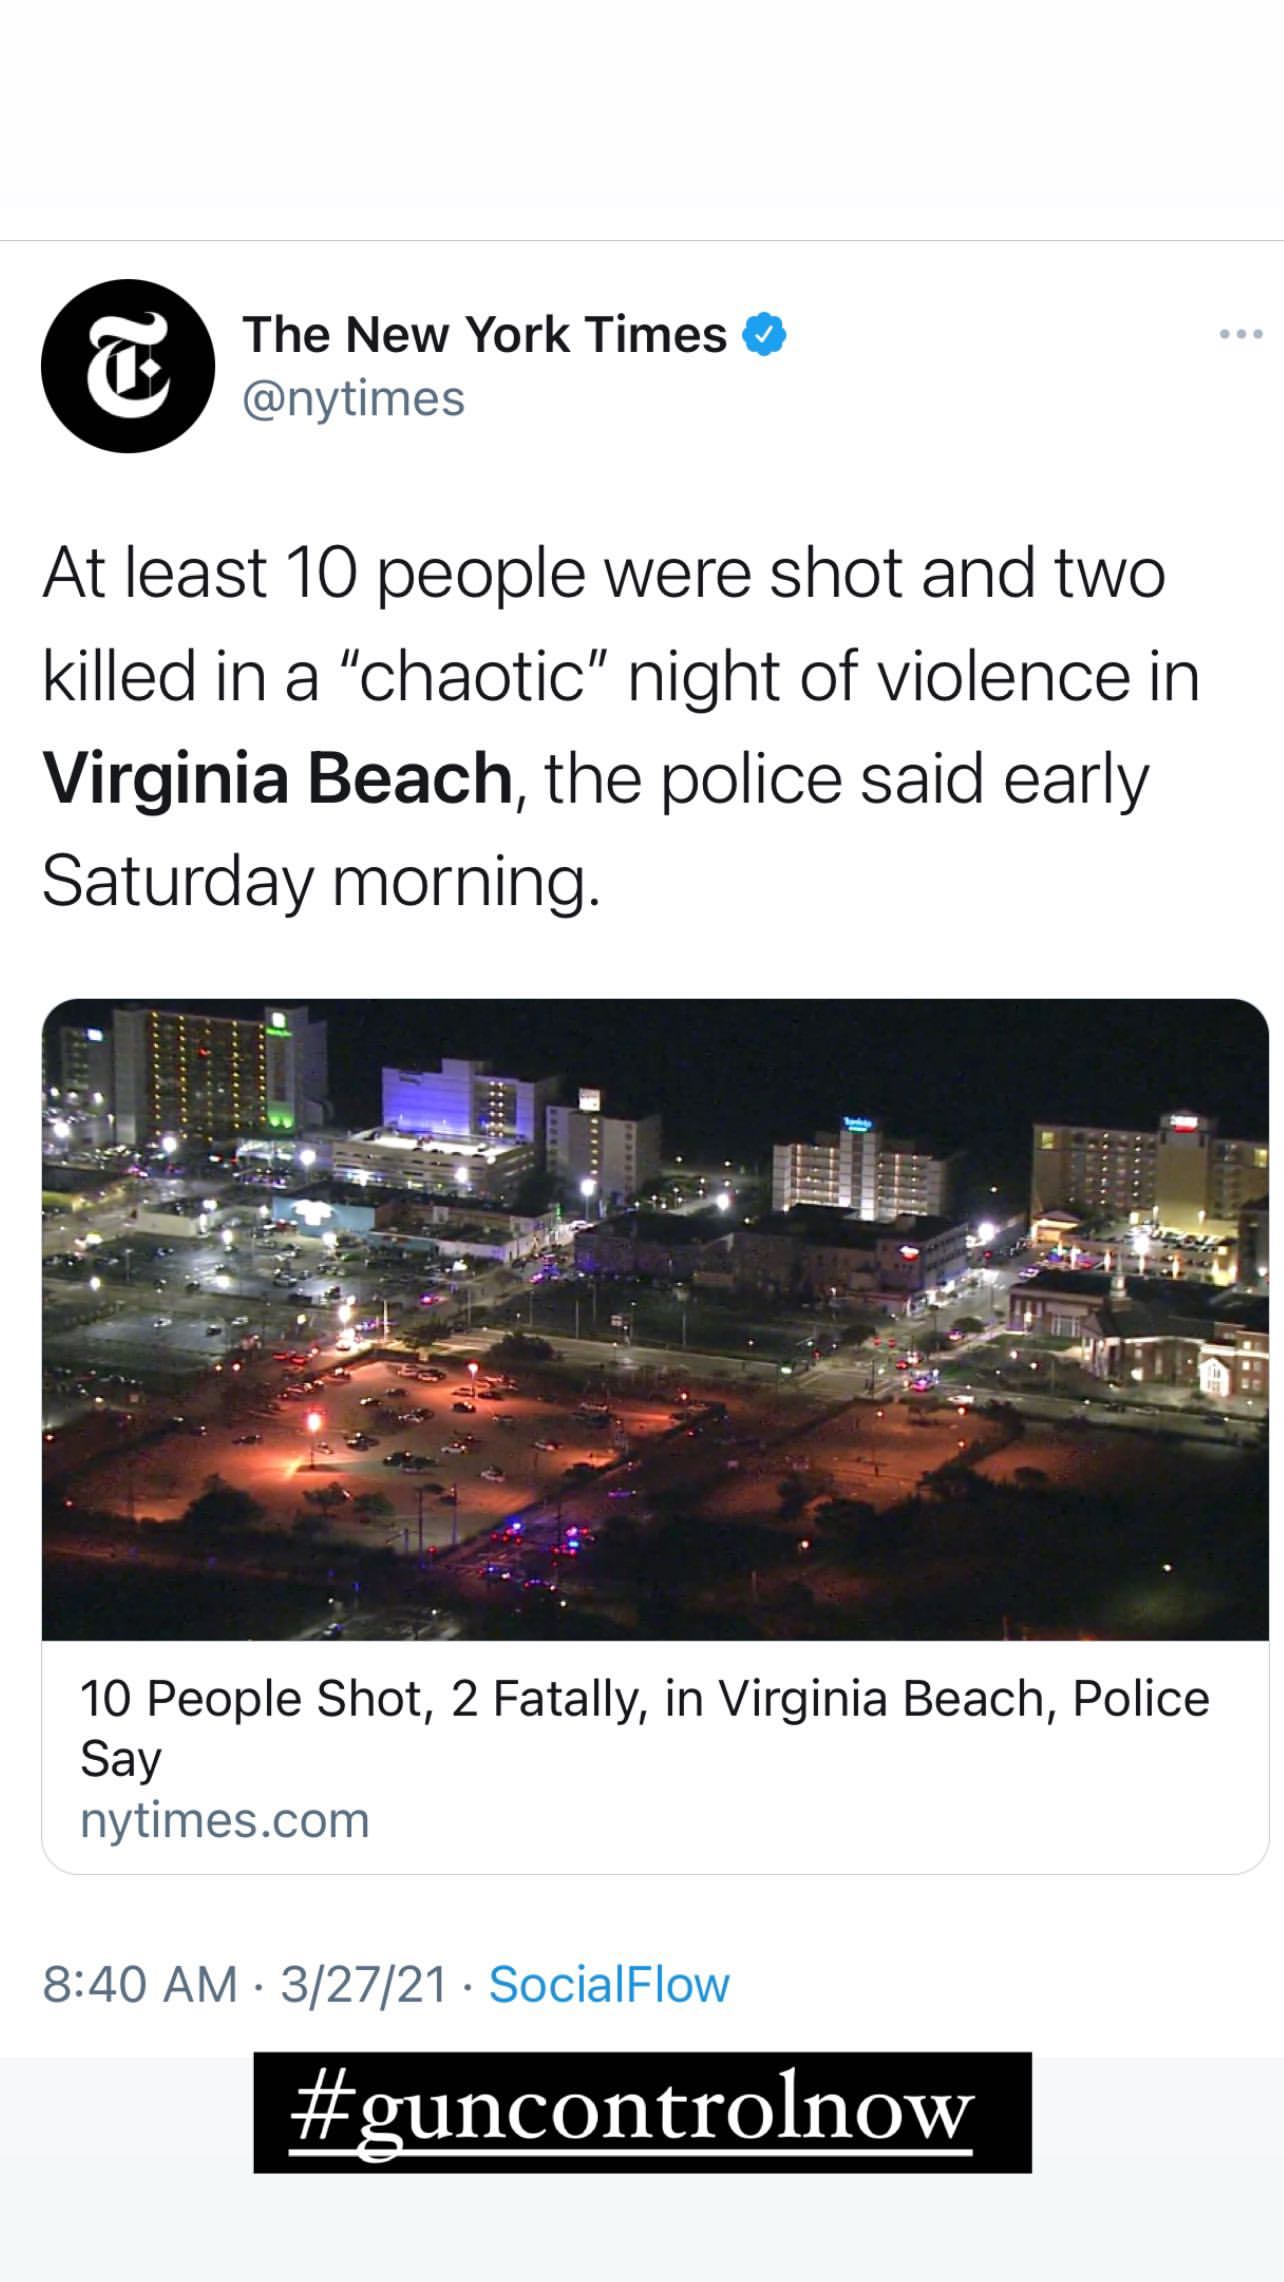 The New York Times
@nytimes
At least 10 people were shot and two
killed in a “chaotic” night of violence in
Virginia Beach, the police said early
Saturday morning.
10 People Shot, 2 Fatally, in Virginia Beach, Police
Say
nytimes.com
8:40 AM · 3/27/21 · SocialFlow
#guncontrolnow